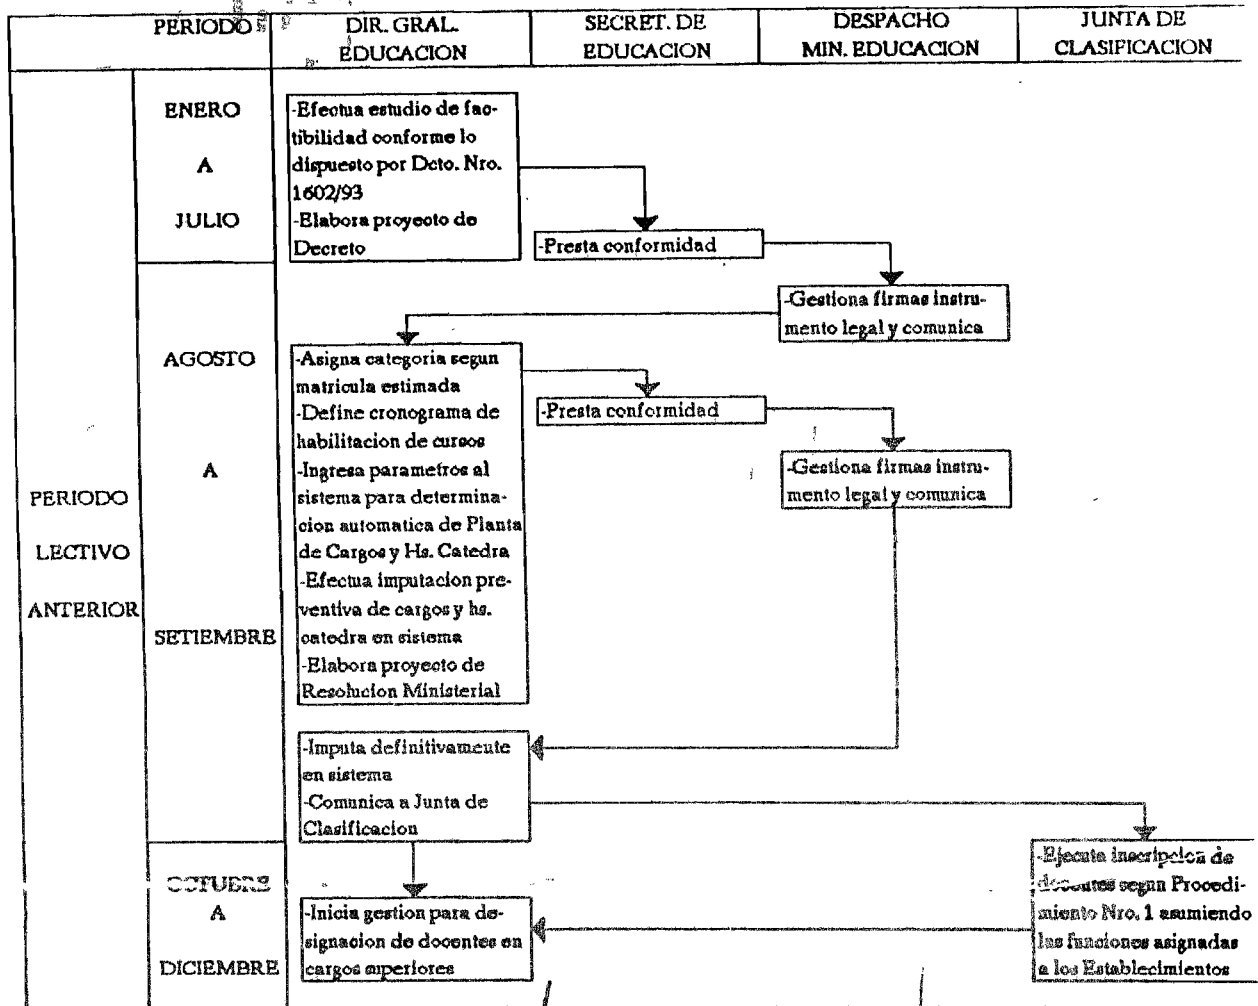 PERIODO
DIR. GRAL.
EDUCACION
SECRET. DE
EDUCACION
DESPACHO
MIN. EDUCACION
JUNTA DE
CLASIFICACION
PERIODO
LECTIVO
ANTERIOR
ENERO
A
JULIO
-Efectua estudio de fac-
tibilidad conforme lo
dispuesto por Dcto. Nro.
1602/93
-Elabora proyecto de
Decreto
-Presta conformidad
-Gestiona firmas instru-
mento legal y comunica
AGOSTO
A
SETIEMBRE
-Asigna categoria segun
matricula estimada
-Define cronograma de
habilitacion de cursos
-Ingresa parametros al
sistema para determina-
cion automatica de Planta
de Cargos y Hs. Catedra
-Efectua imputacion pre-
ventiva de cargos y hs.
catedra en sistema
-Elabora proyecto de
Resolucion Ministerial
-Presta conformidad
-Gestiona firmas instru-
mento legal y comunica
-Imputa definitivamente
en sistema
-Comunica a Junta de
Clasificacion
OCTUBRE
A
DICIEMBRE
-Inicia gestion para de-
signacion de docentes en
cargos superiores
-Ejecuta inscripcion de
docentes segun Procedi-
miento Nro. 1 asumiendo
las funciones asignadas
a los Establecimientos